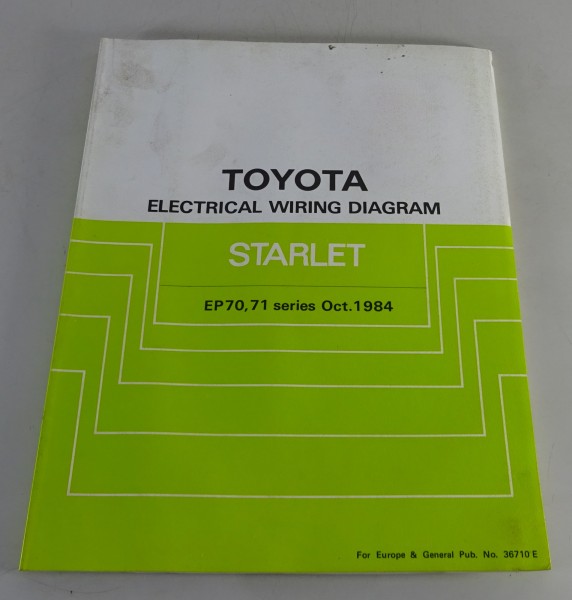 TOYOTA
ELECTRICAL WIRING DIAGRAM
STARLET
EP70,71 series Oct.1984
For Europe & General Pub. No. 36710 E